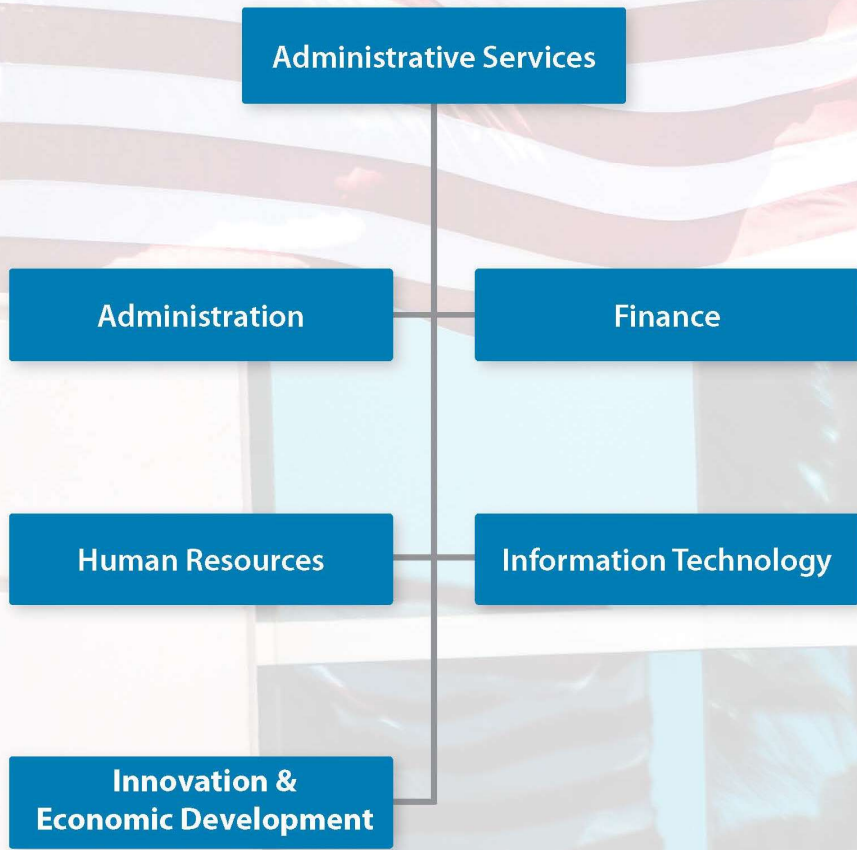 Administrative Services
Administration
Finance
Human Resources
Information Technology
Innovation &
Economic Development